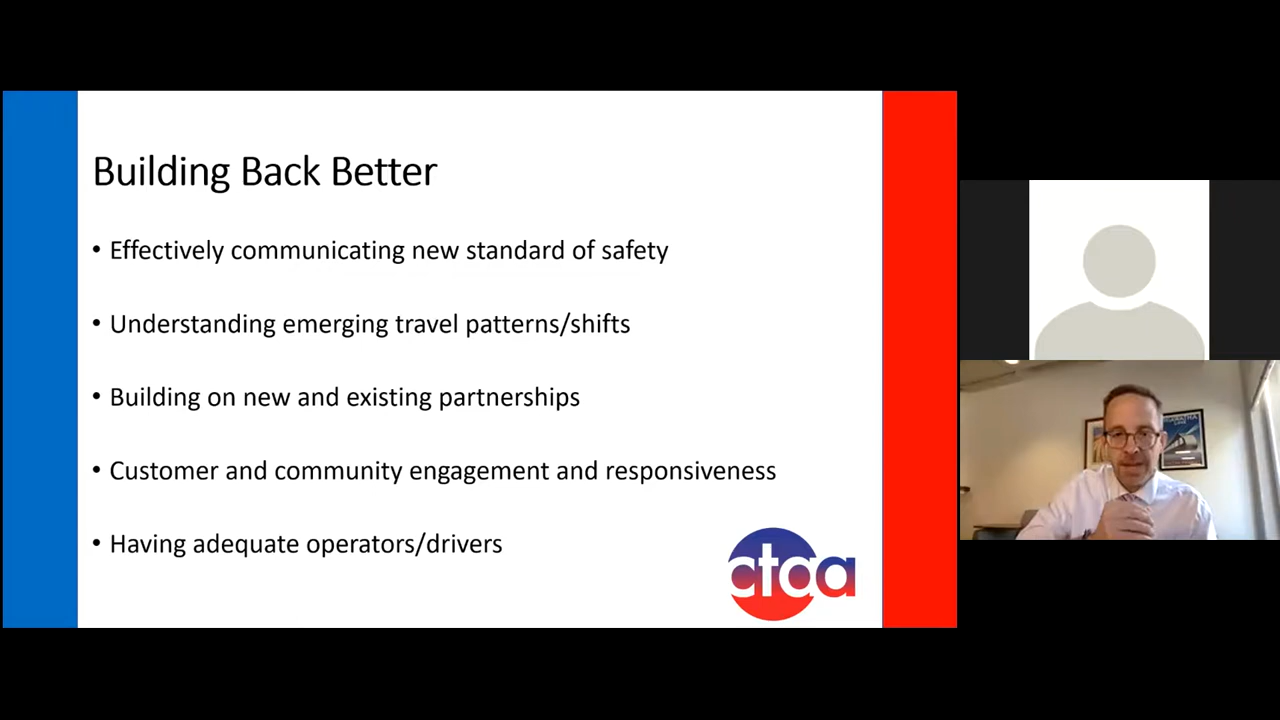 Building Back Better
• Effectively communicating new standard of safety
• Understanding emerging travel patterns/shifts
• Building on new and existing partnerships
• Customer and community engagement and responsiveness
• Having adequate operators/drivers
ctaa